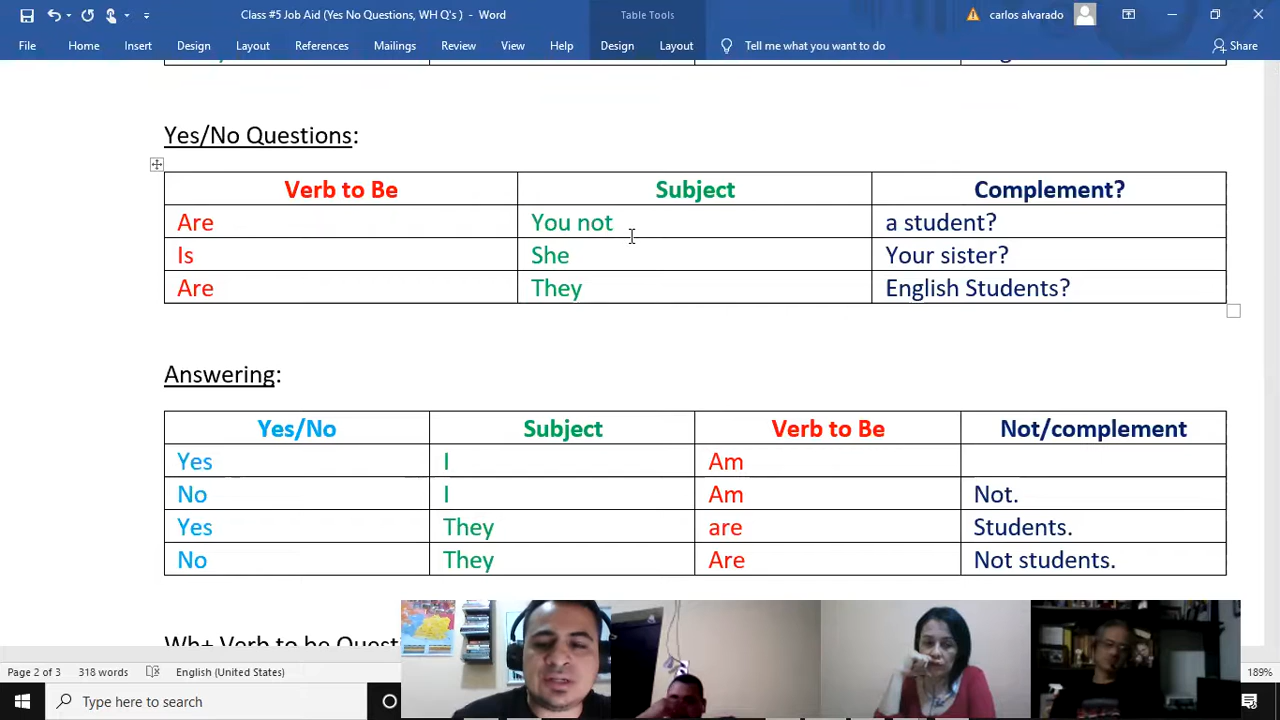 Class #5 Job Aid (Yes No Questions, WH Q's ) - Word
Table Tools
carlos alvarado
File Home Insert Design Layout References Mailings Review View Help Design Layout Tell me what you want to do Share
Yes/No Questions:
Verb to Be Subject Complement?
Are You not a student?
Is She Your sister?
Are They English Students?
Answering:
Yes/No Subject Verb to Be Not/complement
Yes I Am
No I Am Not.
Yes They are Students.
No They Are Not students.
Wh+ Verb to be
Page 2 of 3 318 words English (United States) 189%
Type here to search